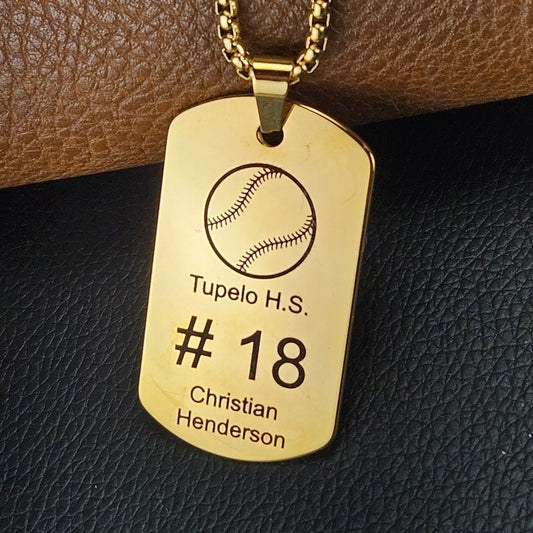 Tupelo H.S.
# 18
Christian
Henderson